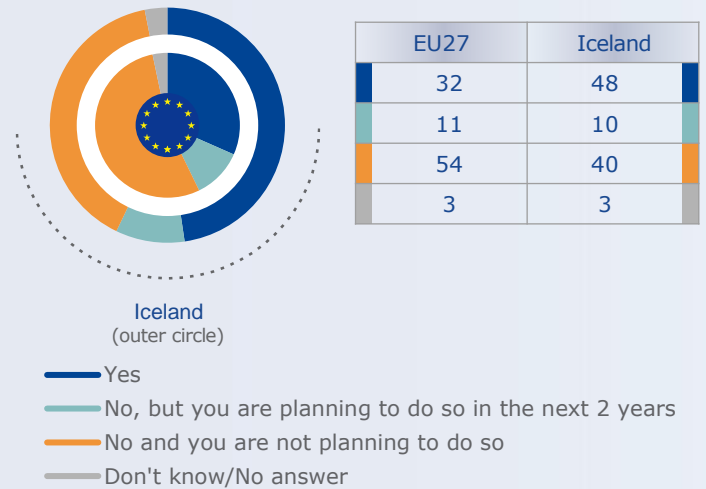 EU27 Iceland
32 48
11 10
54 40
3 3
Iceland
(outer circle)
Yes
No, but you are planning to do so in the next 2 years
No and you are not planning to do so
Don't know/No answer